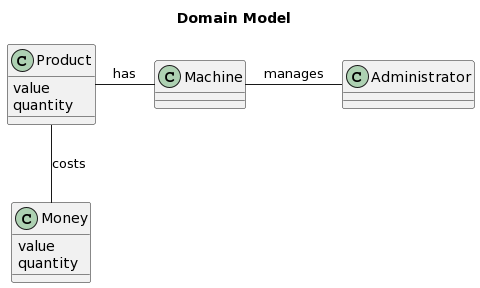 Domain Model
C Product
value
quantity
has
C Machine
manages
C Administrator
costs
C Money
value
quantity